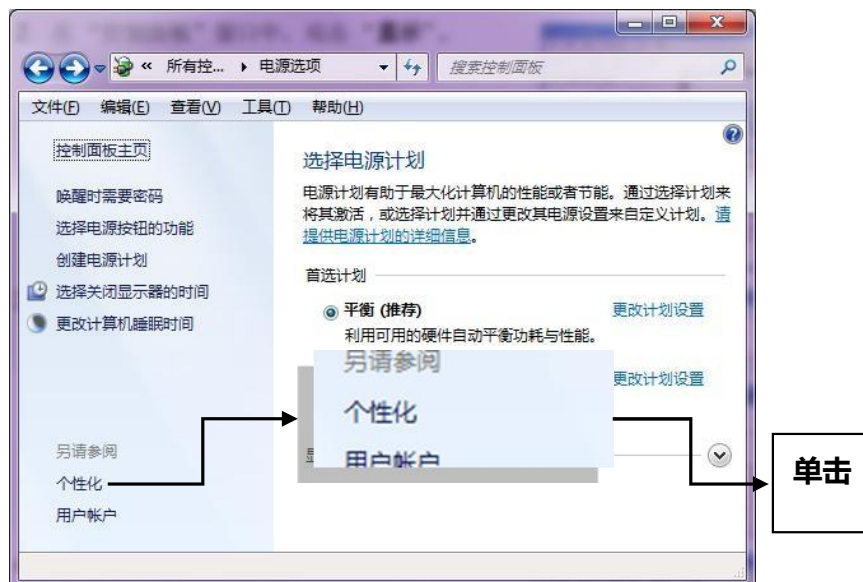 « 所有控... ▸ 电源选项
搜索控制面板
文件(F) 编辑(E) 查看(V) 工具(T) 帮助(H)
控制面板主页
唤醒时需要密码
选择电源按钮的功能
创建电源计划
选择关闭显示器的时间
更改计算机睡眠时间
另请参阅
个性化
用户帐户
选择电源计划
电源计划有助于最大化计算机的性能或者节能。通过选择计划来
将其激活，或选择计划并通过更改其电源设置来自定义计划。请
提供电源计划的详细信息。
首选计划
平衡 (推荐) 更改计划设置
利用可用的硬件自动平衡功耗与性能。
更改计划设置
另请参阅
个性化
用户帐户
单击